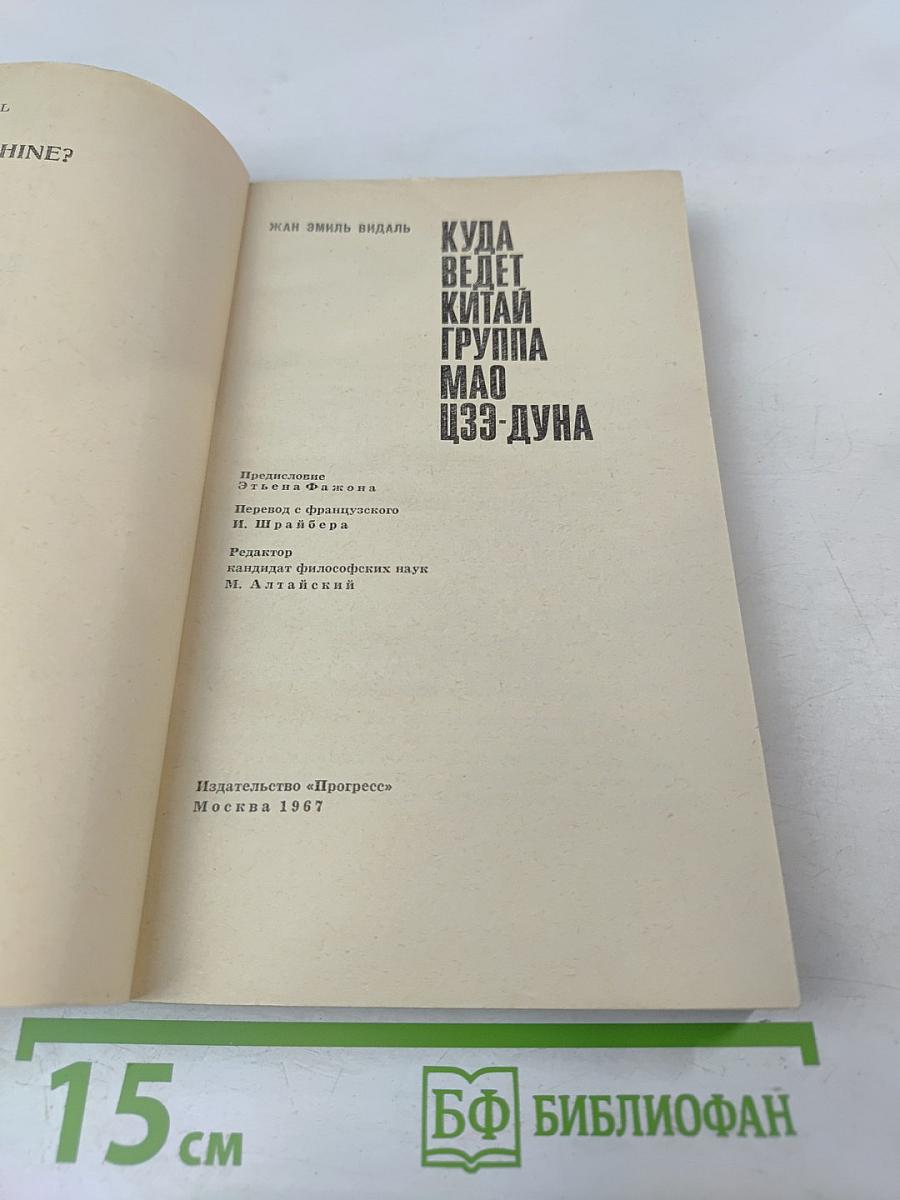 L
HINE?
ЖАН ЭМИЛЬ ВИДАЛЬ
КУДА
ВЕДЕТ
КИТАЙ
ГРУППА
МАО
ЦЗЭ-ДУНА
Предисловие
Этьена Фажона
Перевод с французского
И. Шрайбера
Редактор
кандидат философских наук
М. Алтайский
Издательство «Прогресс»
Москва 1967
15 см
БФ БИБЛИОФАН